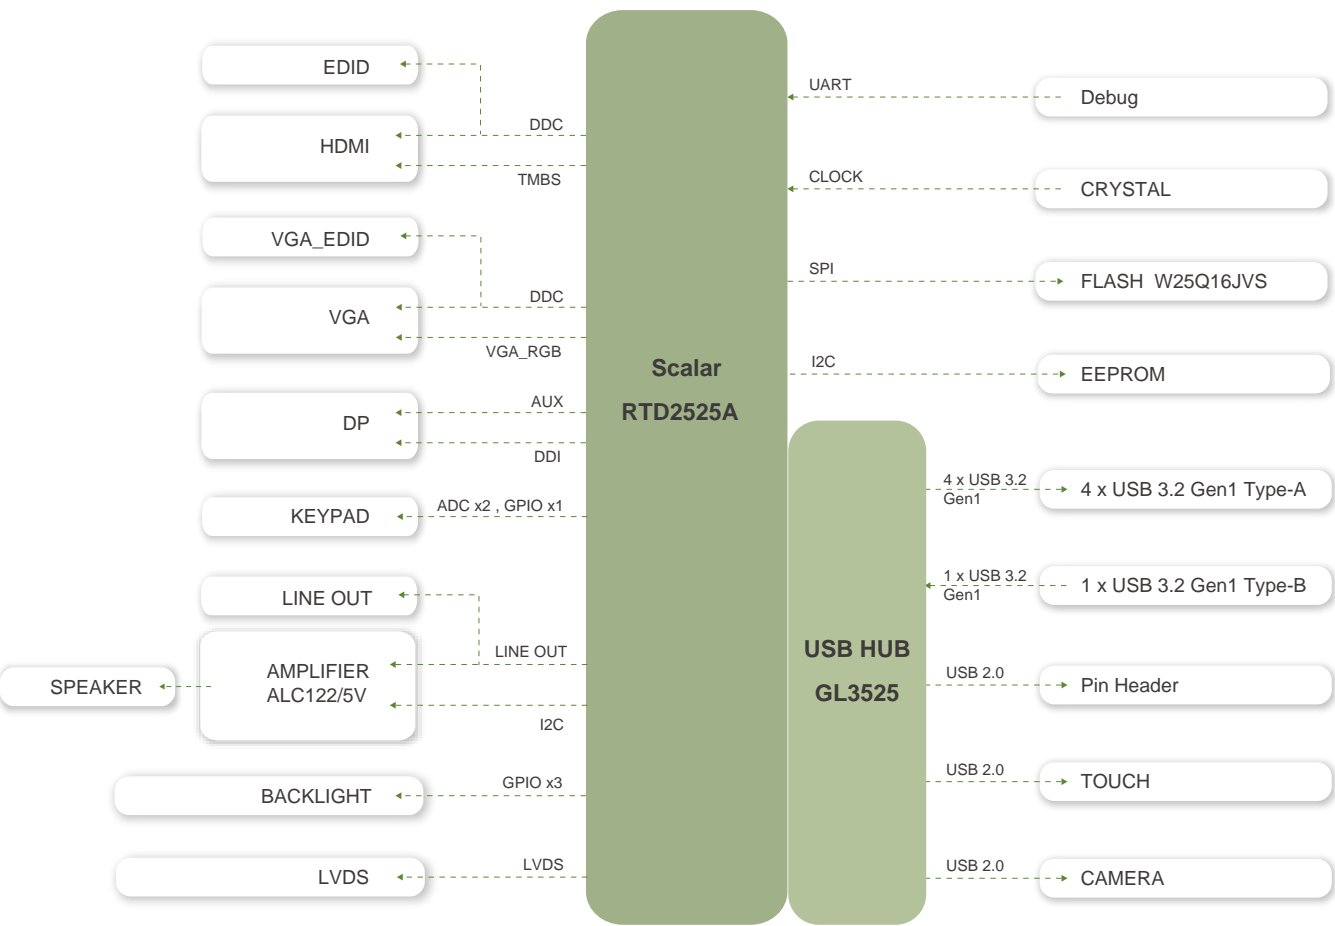 EDID
DDC
HDMI
TMBS
VGA_EDID
DDC
VGA
VGA_RGB
AUX
DP
DDI
ADC x2 , GPIO x1
KEYPAD
LINE OUT
LINE OUT
AMPLIFIER
ALC122/5V
SPEAKER
I2C
GPIO x3
BACKLIGHT
LVDS
LVDS
Scalar
RTD2525A
USB HUB
GL3525
UART
Debug
CLOCK
CRYSTAL
SPI
FLASH  W25Q16JVS
I2C
EEPROM
4 x USB 3.2
Gen1
4 x USB 3.2 Gen1 Type-A
1 x USB 3.2
Gen1
1 x USB 3.2 Gen1 Type-B
USB 2.0
Pin Header
USB 2.0
TOUCH
USB 2.0
CAMERA